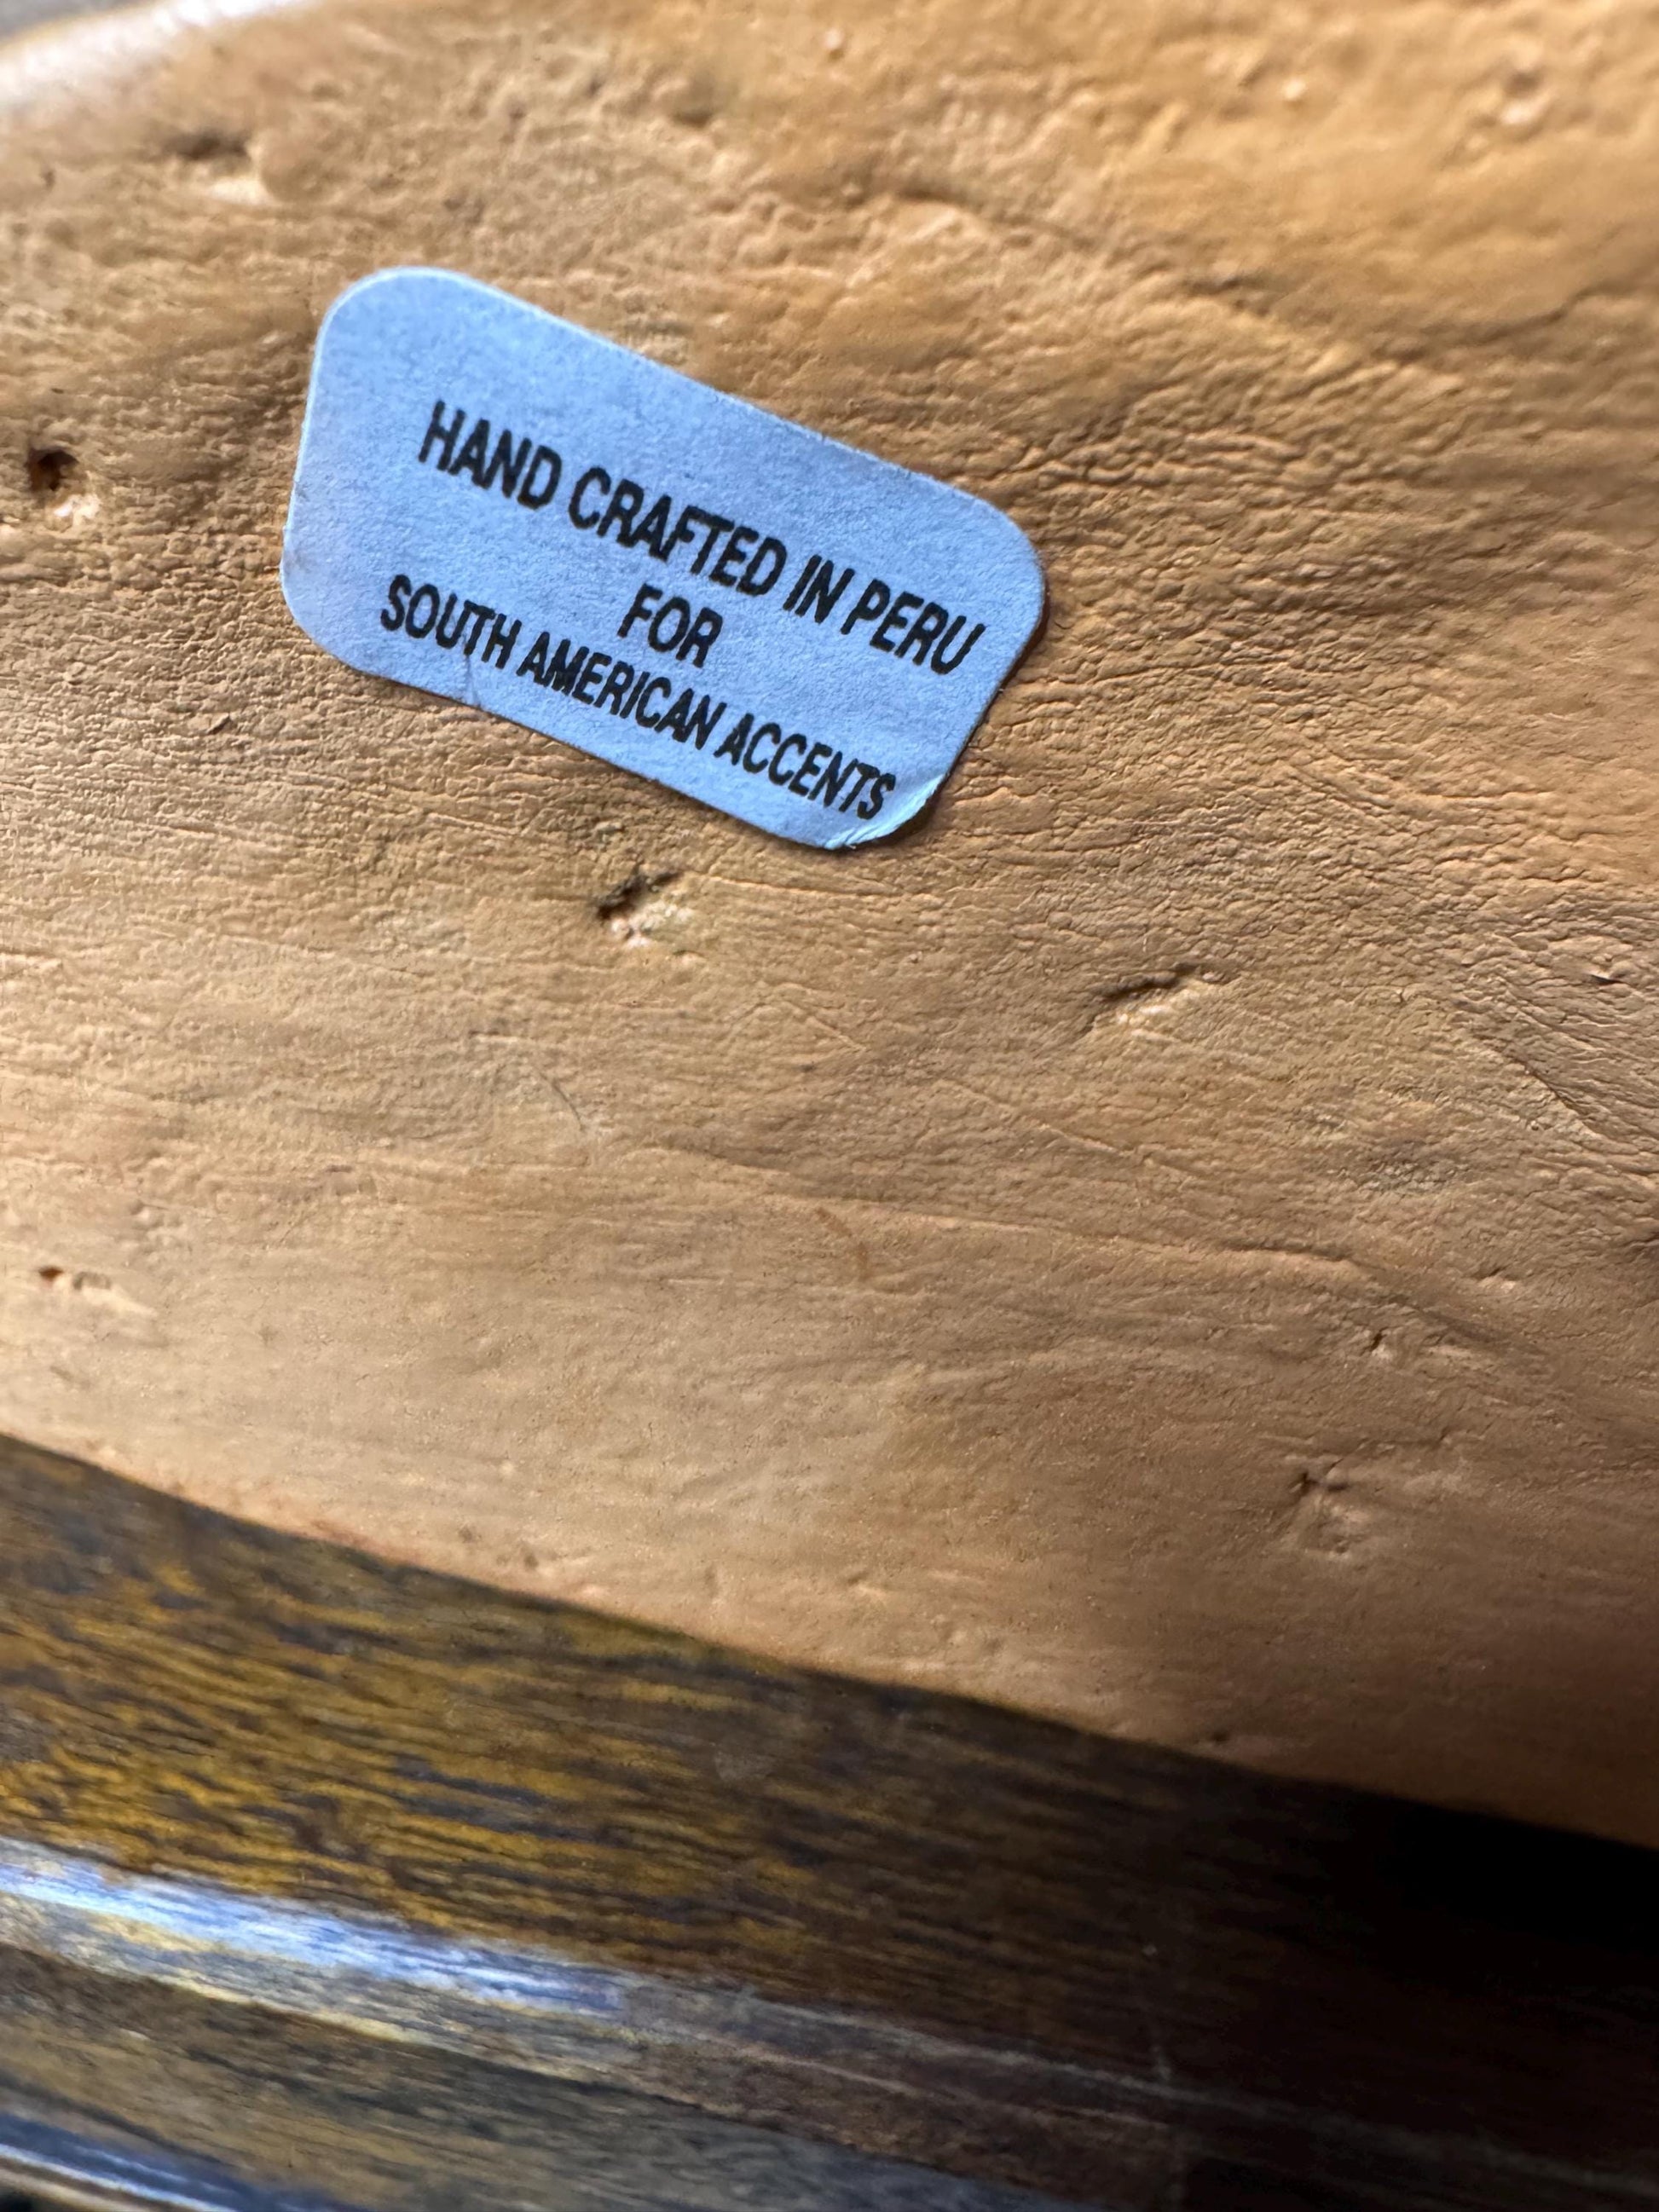 HAND CRAFTED IN PERU
FOR
SOUTH AMERICAN ACCENTS